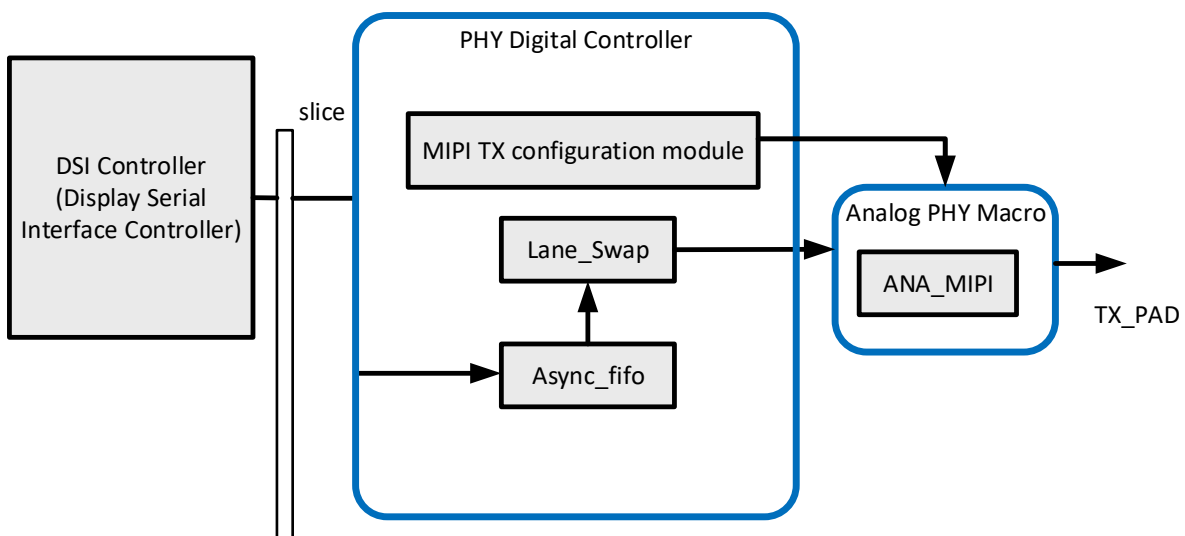 PHY Digital Controller
slice
DSI Controller
(Display Serial
Interface Controller)
MIPI TX configuration module
Lane_Swap
Async_fifo
Analog PHY Macro
ANA_MIPI
TX_PAD